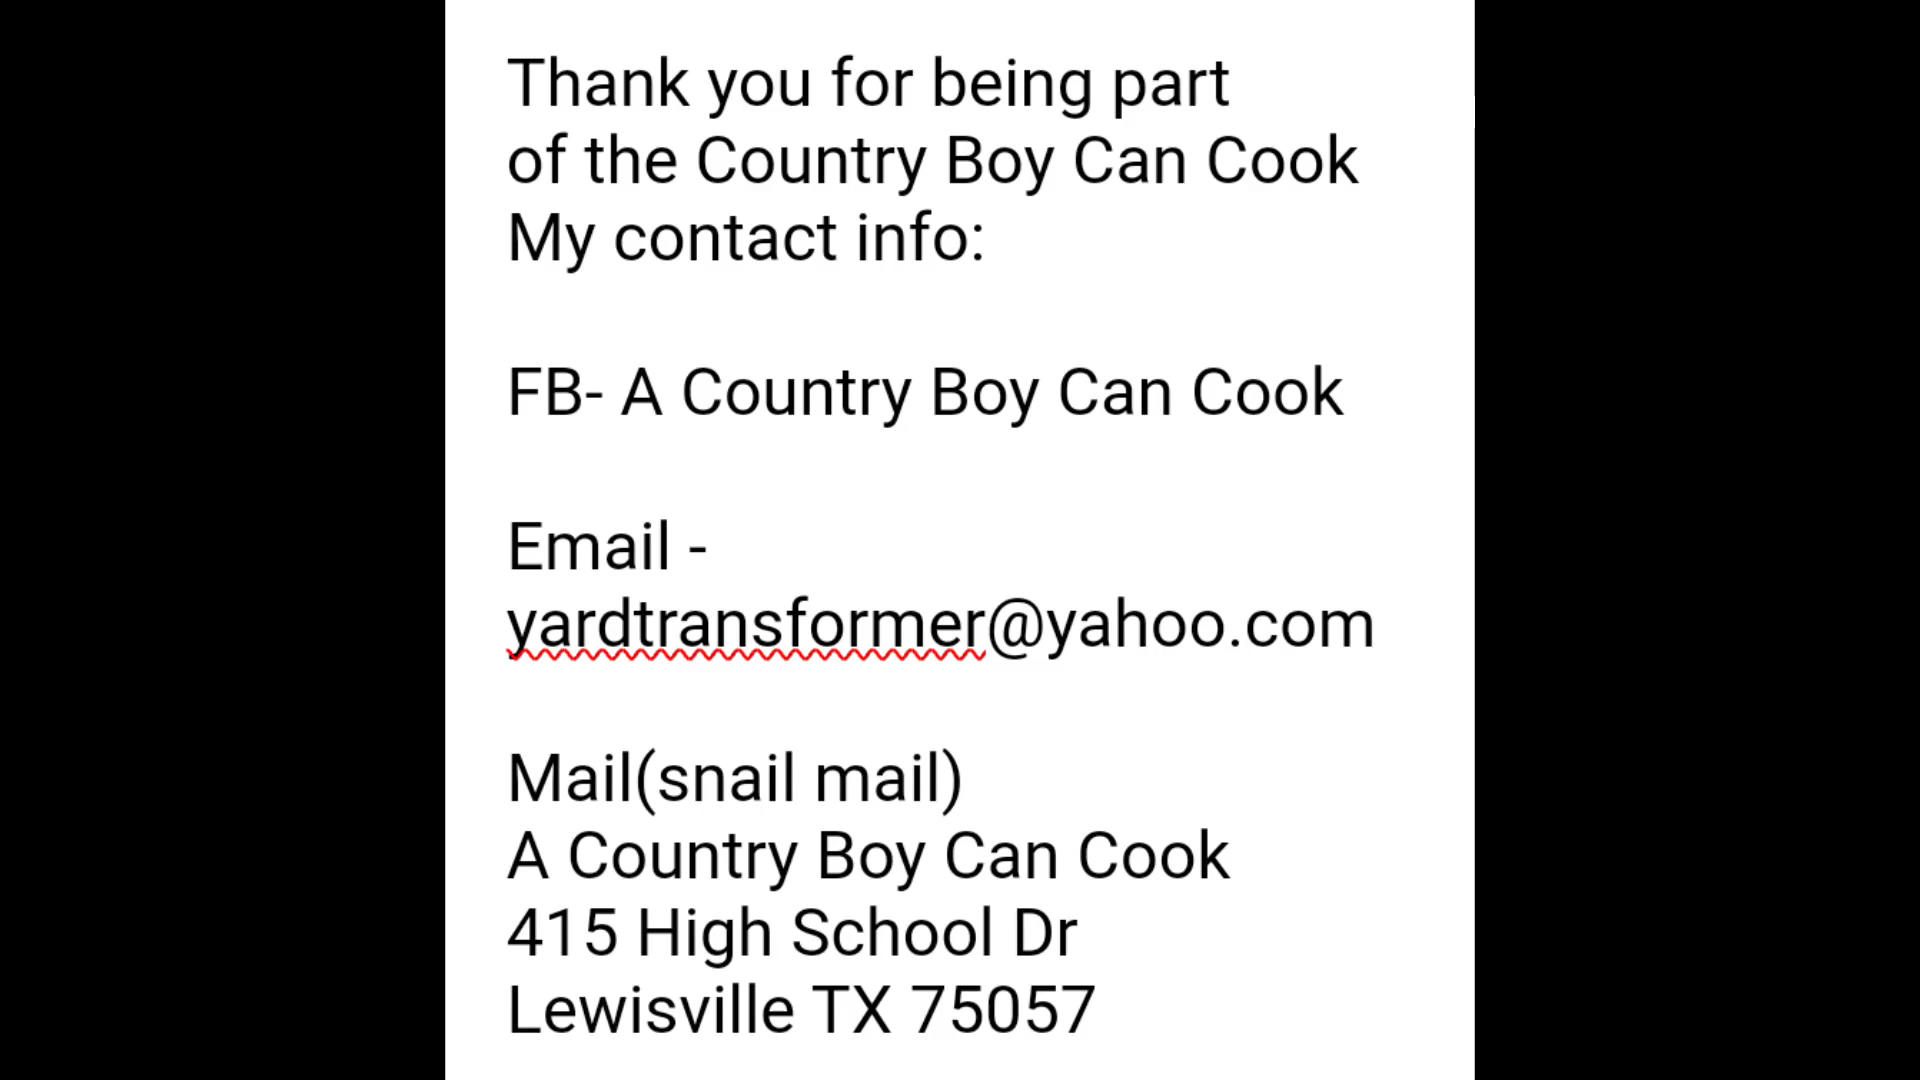 Thank you for being part
of the Country Boy Can Cook
My contact info:
FB- A Country Boy Can Cook
Email -
yardtransformer@yahoo.com
Mail(snail mail)
A Country Boy Can Cook
415 High School Dr
Lewisville TX 75057